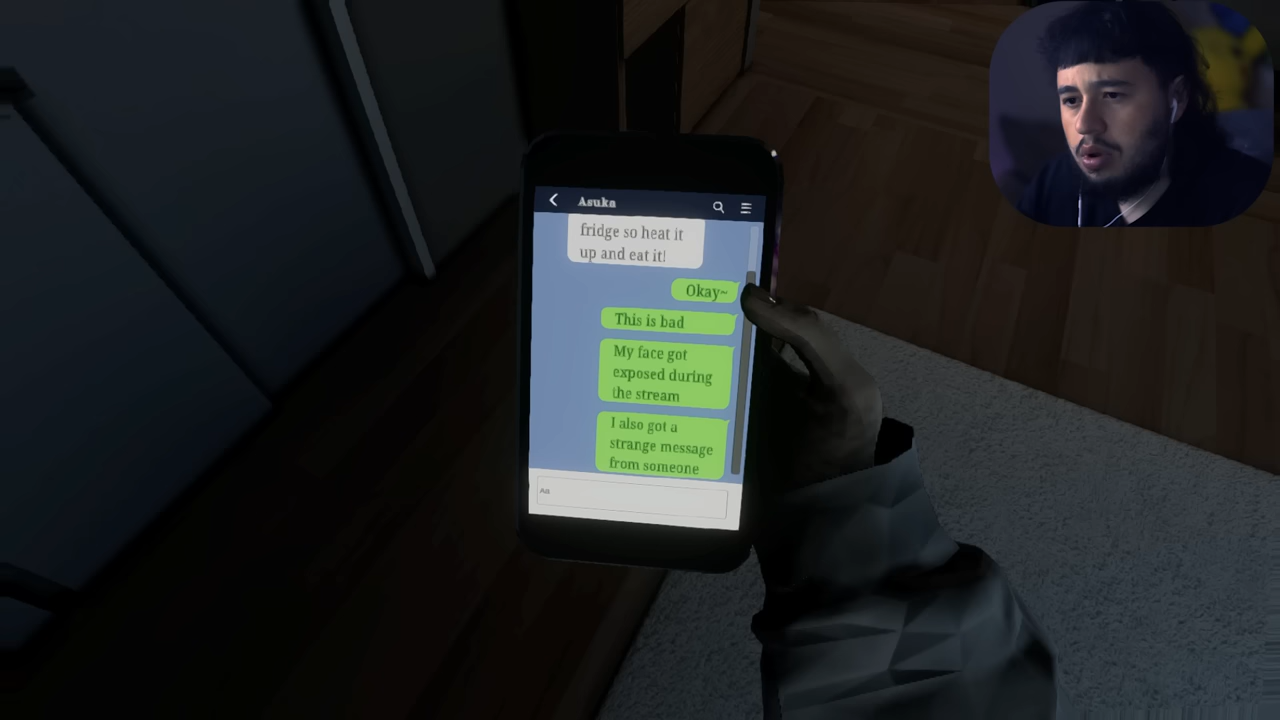 Asuka
fridge so heat it
up and eat it!
Okay~
This is bad
My face got
exposed during
the stream
I also got a
strange message
from someone
Aa